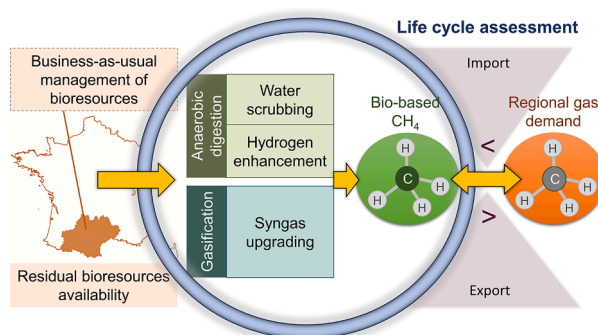 Life cycle assessment
Business-as-usual
management of
bioresources
Residual bioresources
availability
Anaerobic
digestion
Water
scrubbing
Hydrogen
enhancement
Gasification
Syngas
upgrading
Bio-based
CH₄
H
C
H
H
H
Import
<
>
Export
Regional gas
demand
H
C
H
H
H